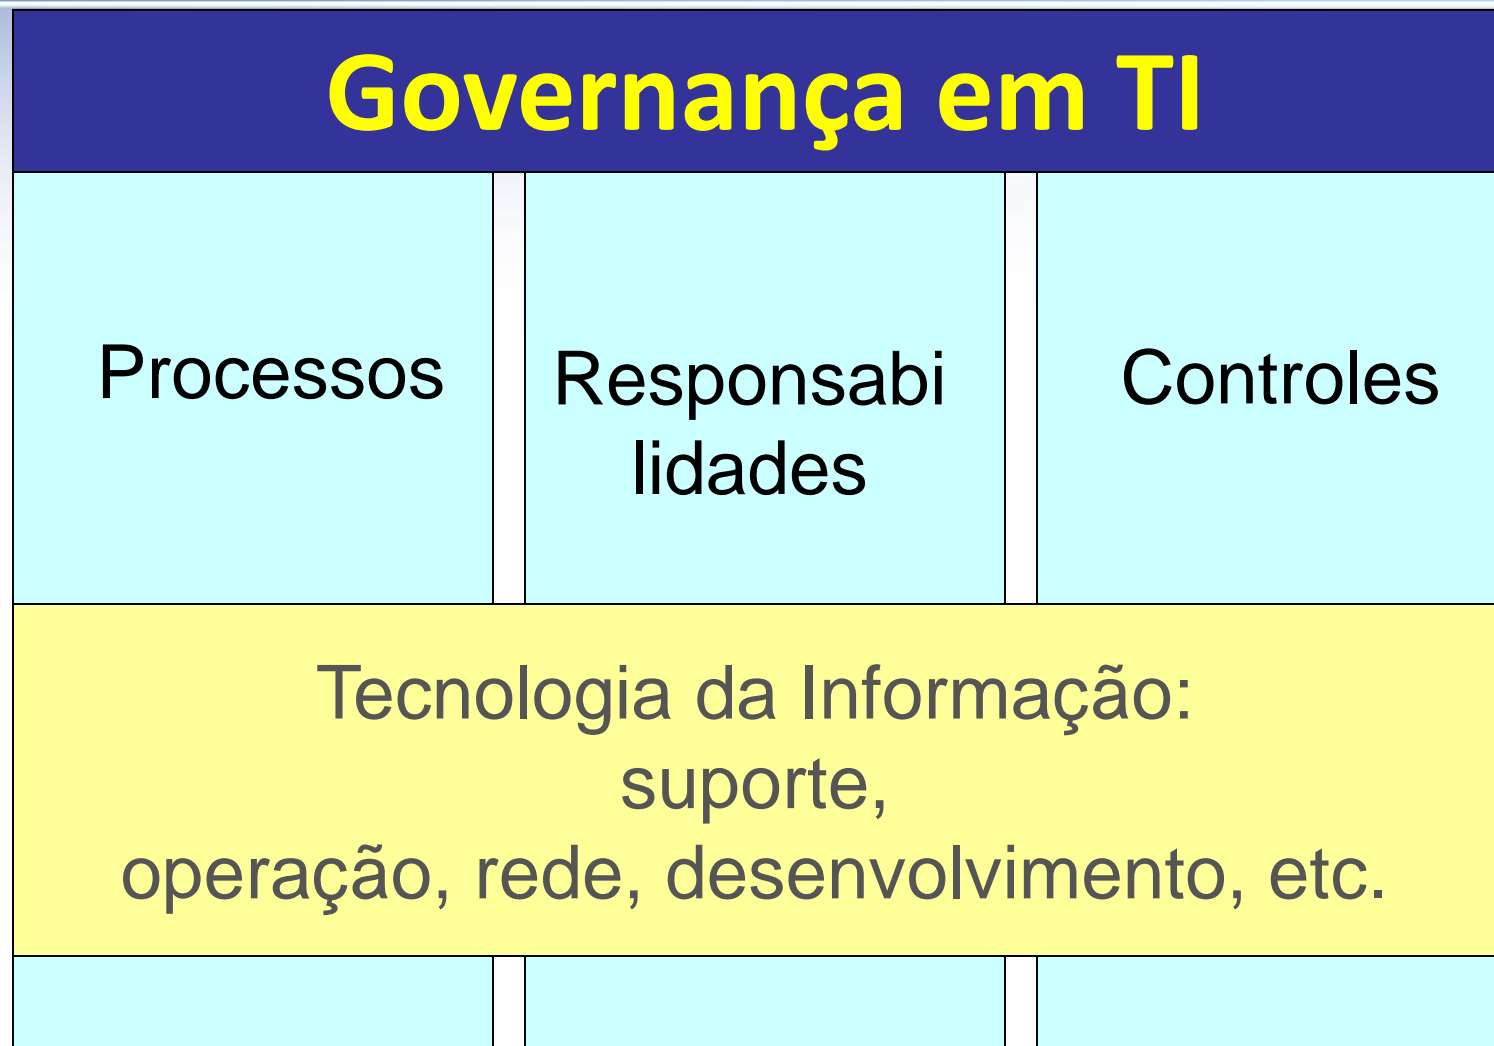 Governança em TI
Processos
Responsabi
lidades
Controles
Tecnologia da Informação:
suporte,
operação, rede, desenvolvimento, etc.